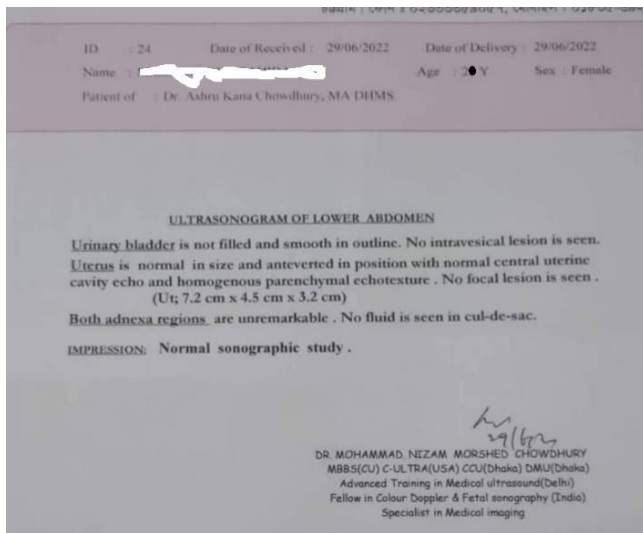 ID : 24 Date of Received : 29/06/2022 Date of Delivery : 29/06/2022
Name : Age : 2 Y Sex : Female
Patient of : Dr. Ashru Kana Chowdhury, MA DHMS.
ULTRASONOGRAM OF LOWER ABDOMEN
Urinary bladder is not filled and smooth in outline. No intravesical lesion is seen.
Uterus is normal in size and anteverted in position with normal central uterine
cavity echo and homogenous parenchymal echotexture . No focal lesion is seen .
(Ut; 7.2 cm x 4.5 cm x 3.2 cm)
Both adnexa regions are unremarkable . No fluid is seen in cul-de-sac.
IMPRESSION: Normal sonographic study .
29/6/22
DR. MOHAMMAD. NIZAM MORSHED CHOWDHURY
MBBS(CU) C-ULTRA(USA) CCU(Dhaka) DMU(Dhaka)
Advanced Training in Medical ultrasound(Delhi)
Fellow in Colour Doppler & Fetal sonography (India)
Specialist in Medical imaging